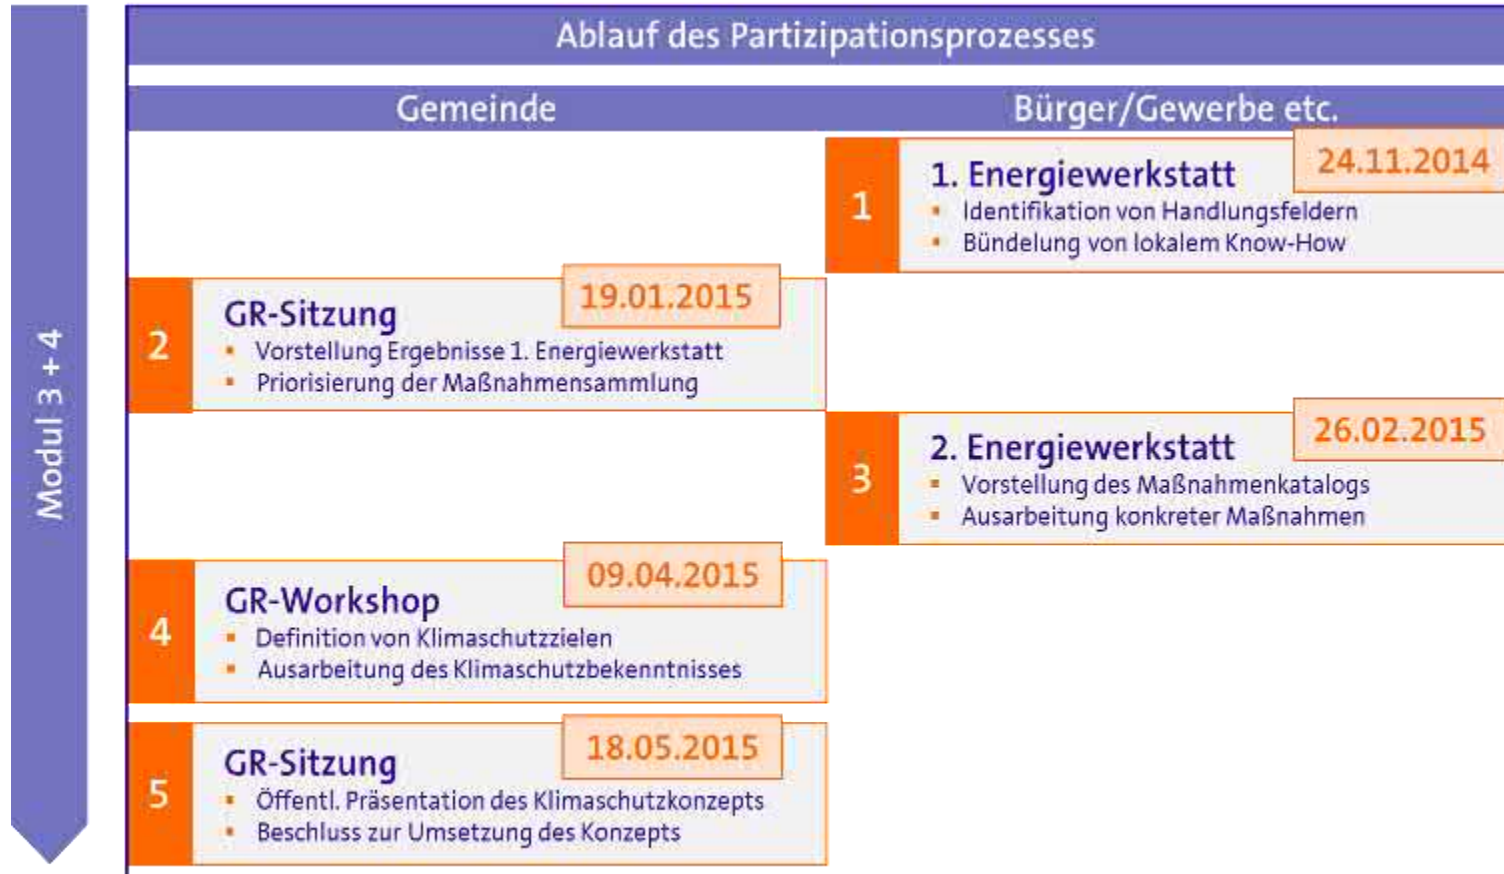 Ablauf des Partizipationsprozesses
Gemeinde
Bürger/Gewerbe etc.
Modul 3 + 4
1
1. Energiewerkstatt
24.11.2014
▪ Identifikation von Handlungsfeldern
▪ Bündelung von lokalem Know-How
2
GR-Sitzung
19.01.2015
▪ Vorstellung Ergebnisse 1. Energiewerkstatt
▪ Priorisierung der Maßnahmensammlung
3
2. Energiewerkstatt
26.02.2015
▪ Vorstellung des Maßnahmenkatalogs
▪ Ausarbeitung konkreter Maßnahmen
4
GR-Workshop
09.04.2015
▪ Definition von Klimaschutzzielen
▪ Ausarbeitung des Klimaschutzbekenntnisses
5
GR-Sitzung
18.05.2015
▪ Öffentl. Präsentation des Klimaschutzkonzepts
▪ Beschluss zur Umsetzung des Konzepts